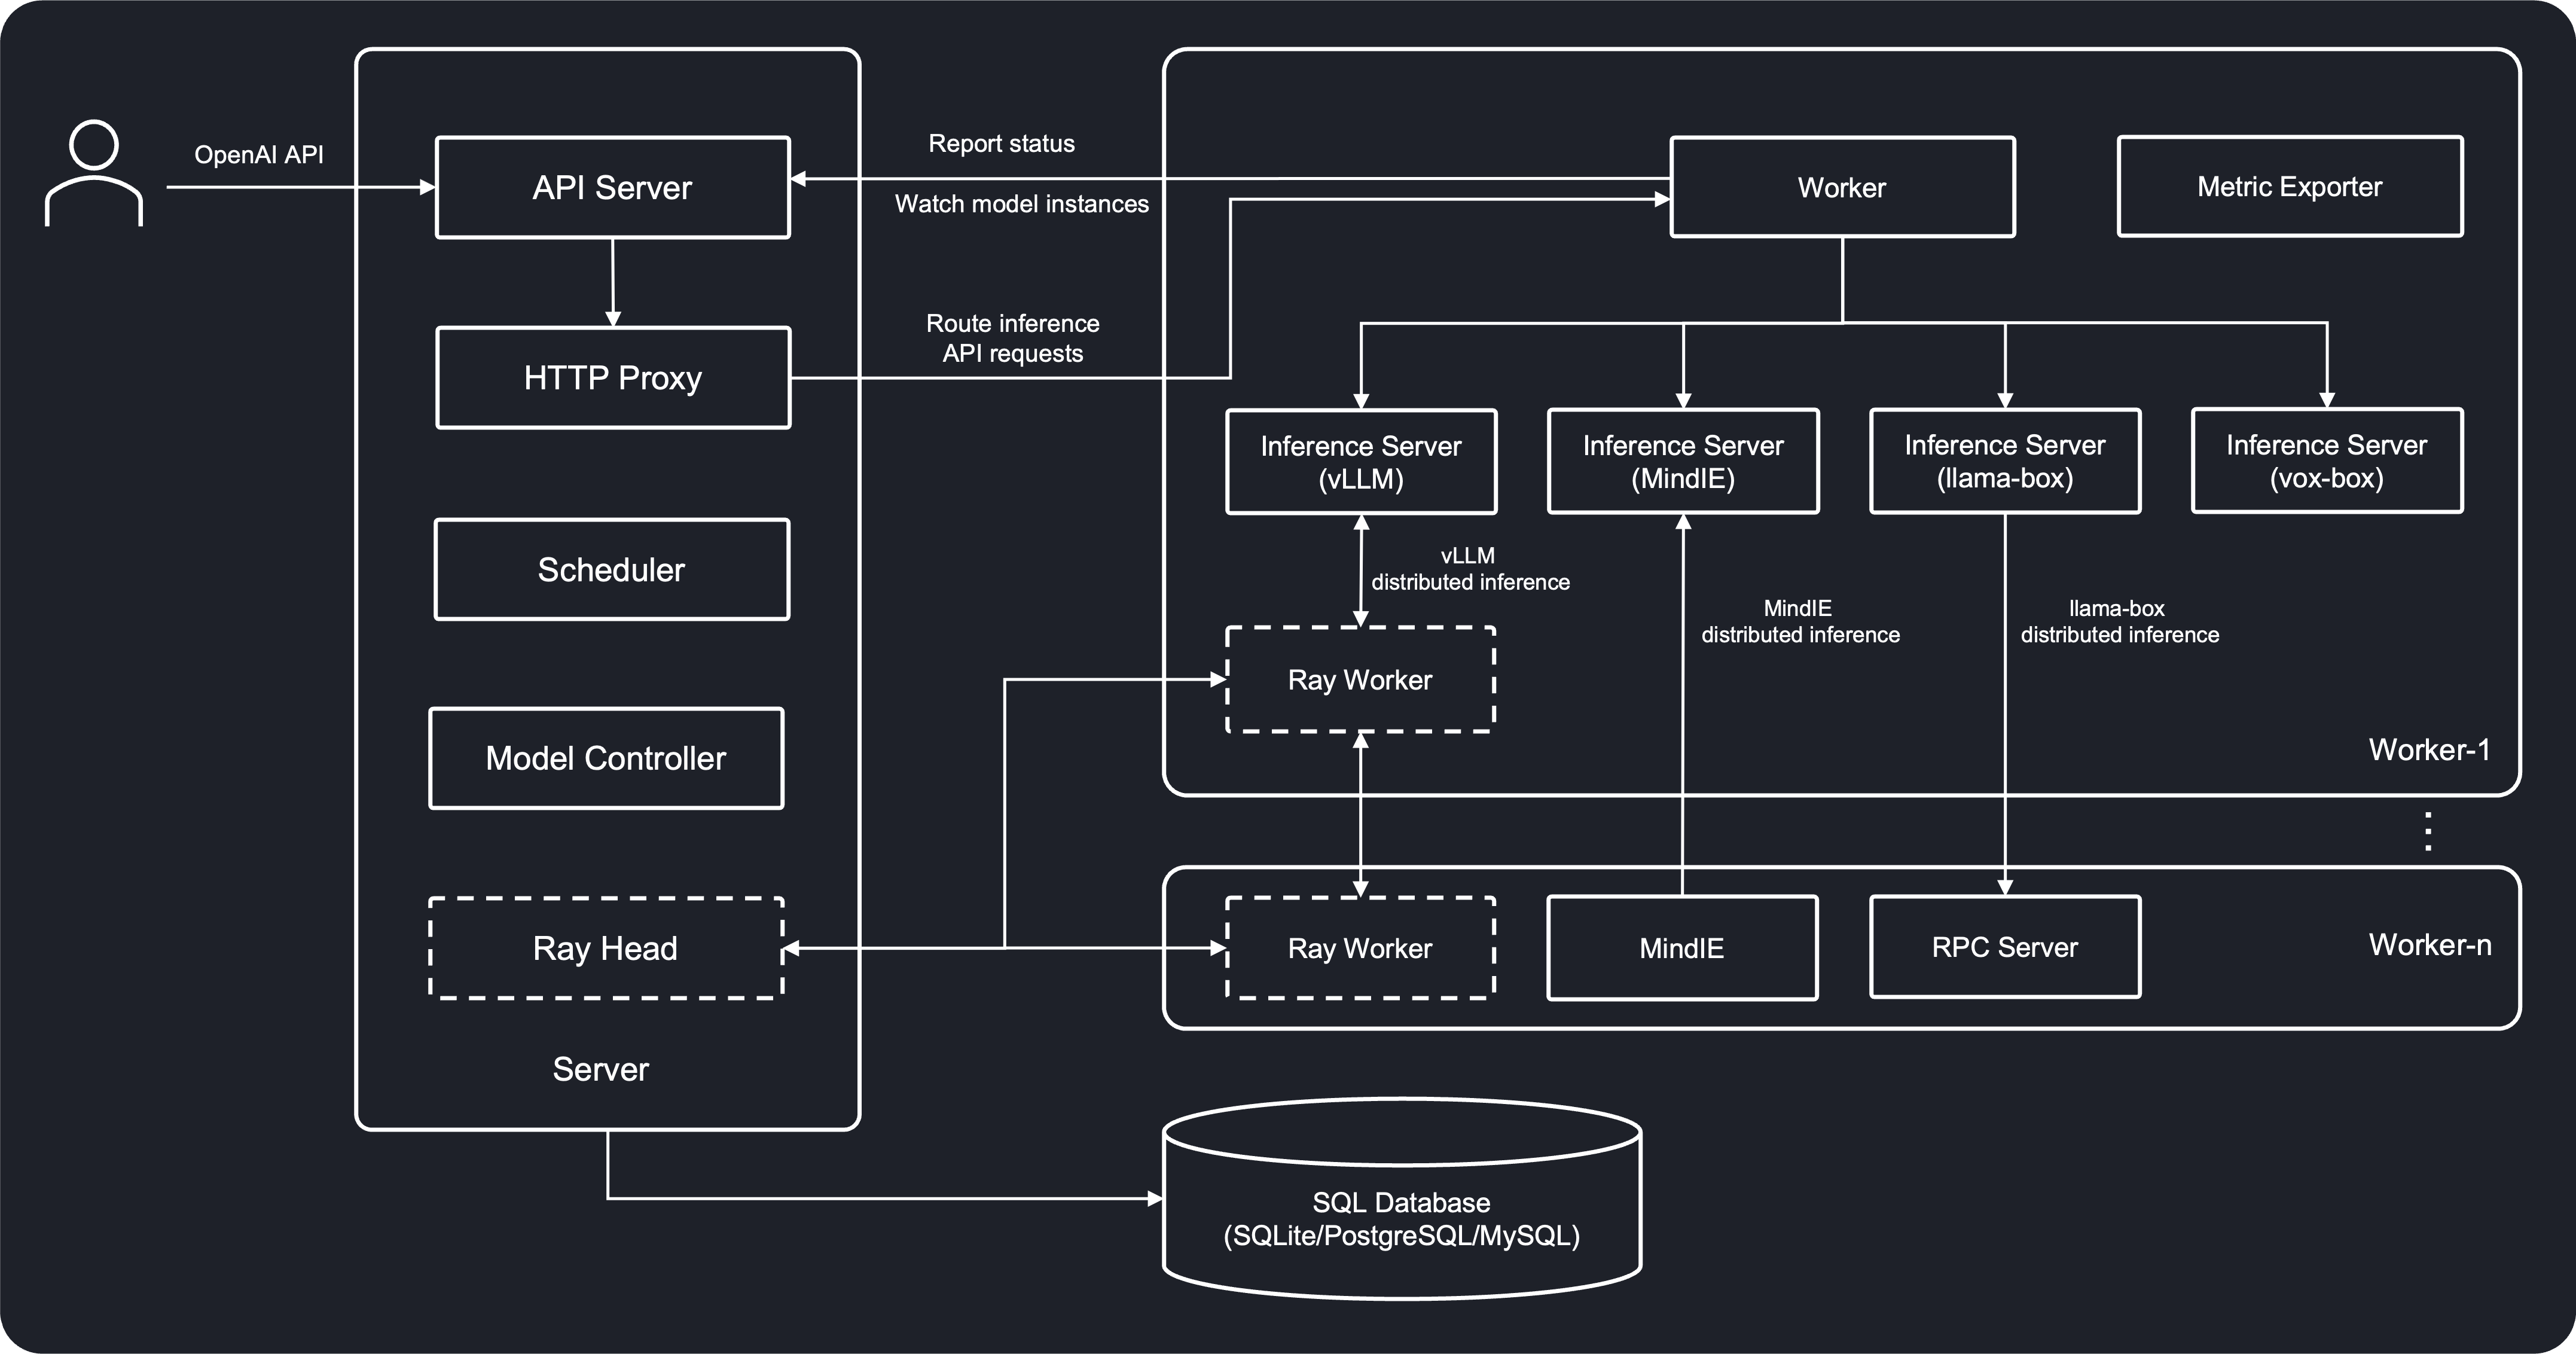 OpenAI API
API Server
HTTP Proxy
Scheduler
Model Controller
Ray Head
Server
Report status
Watch model instances
Route inference
API requests
Worker
Metric Exporter
Inference Server
(vLLM)
Inference Server
(MindIE)
Inference Server
(llama-box)
Inference Server
(vox-box)
vLLM
distributed inference
MindIE
distributed inference
llama-box
distributed inference
Ray Worker
Worker-1
Ray Worker
MindIE
RPC Server
Worker-n
SQL Database
(SQLite/PostgreSQL/MySQL)